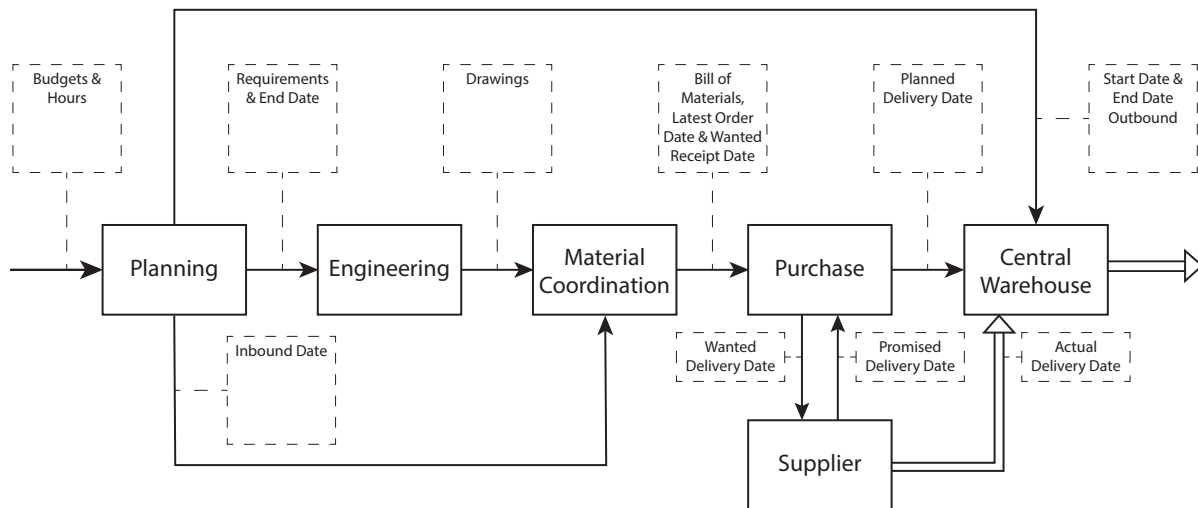 Budgets &
Hours
Requirements
& End Date
Drawings
Bill of
Materials,
Latest Order
Date & Wanted
Receipt Date
Planned
Delivery Date
Start Date &
End Date
Outbound
Planning
Engineering
Material
Coordination
Purchase
Central
Warehouse
Inbound Date
Wanted
Delivery Date
Promised
Delivery Date
Actual
Delivery Date
Supplier